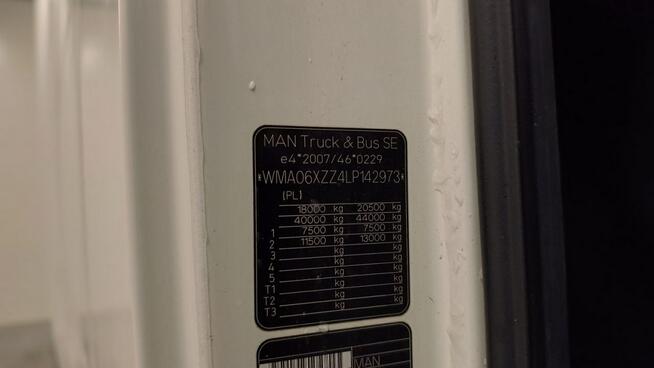 MAN Truck & Bus SE
e4*2007/46*0229
*WMA06XZZ4LP142973*
(PL)
18000 kg 20500 kg
40000 kg 44000 kg
1 7500 kg 7500 kg
2 11500 kg 13000 kg
3 kg kg
4 kg kg
5 kg kg
T1 kg kg
T2 kg kg
T3
MAN